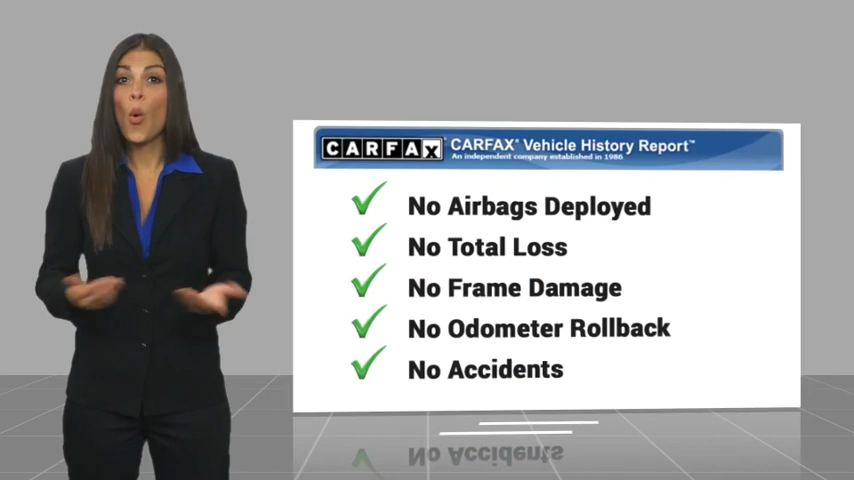 CARFAX CARFAX® Vehicle History Report™
An independent company established in 1986
No Airbags Deployed
No Total Loss
No Frame Damage
No Odometer Rollback
No Accidents
No Accidents